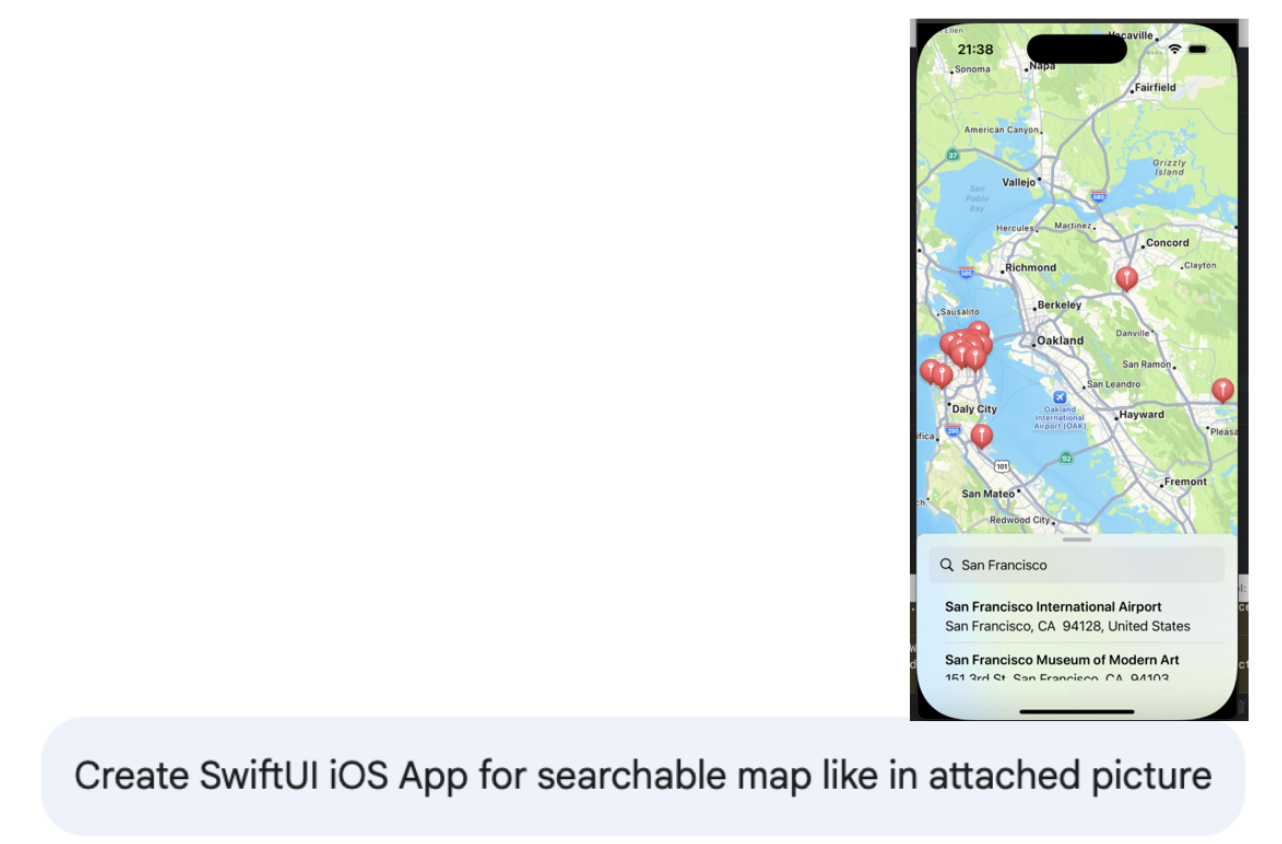 Ellen
Vacaville
21:38
Napa
Sonoma
Fairfield
American Canyon
37
Grizzly
Island
Vallejo
San
Pablo
Bay
680
Hercules
Martinez
Concord
Clayton
Richmond
580
Berkeley
Sausalito
Danville
Oakland
San Ramon
San Leandro
Oakland
International
Airport (OAK)
Daly City
Hayward
Pleasa
ifica
280
92
101
Fremont
San Mateo
ch
Redwood City
San Francisco
San Francisco International Airport
San Francisco, CA 94128, United States
San Francisco Museum of Modern Art
151 3rd St, San Francisco, CA 94103
Create SwiftUI iOS App for searchable map like in attached picture